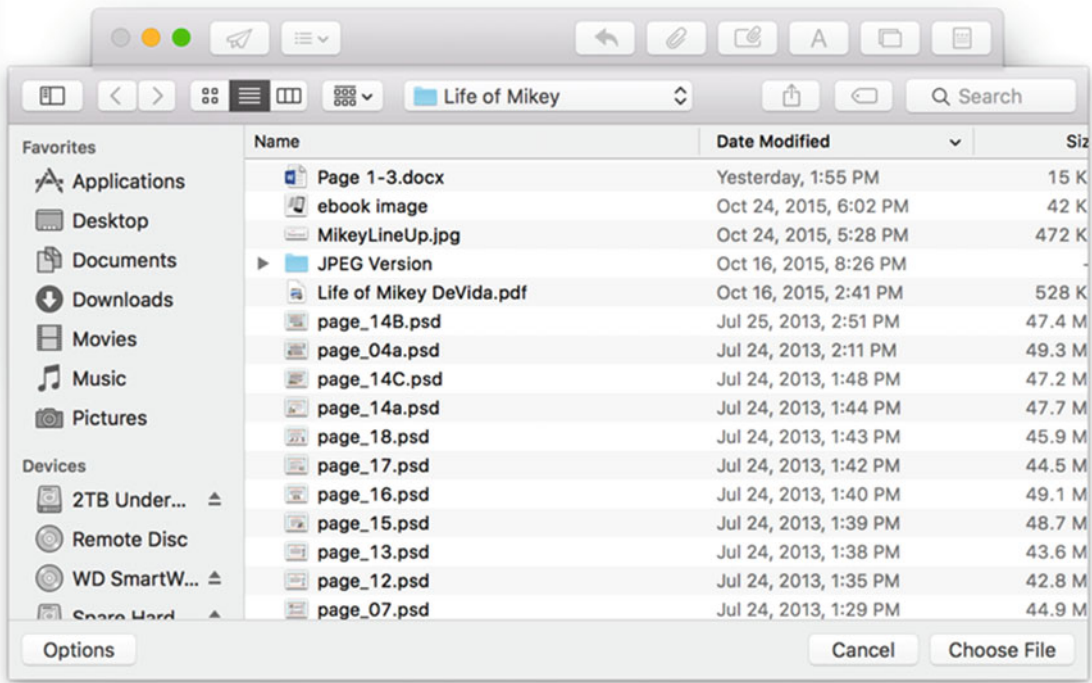 A
Life of Mikey
Search
Favorites
Applications
Desktop
Documents
Downloads
Movies
Music
Pictures
Devices
2TB Under...
Remote Disc
WD SmartW...
Spare Hard
Name Date Modified Siz
Page 1-3.docx Yesterday, 1:55 PM 15 K
ebook image Oct 24, 2015, 6:02 PM 42 K
MikeyLineUp.jpg Oct 24, 2015, 5:28 PM 472 K
JPEG Version Oct 16, 2015, 8:26 PM -
Life of Mikey DeVida.pdf Oct 16, 2015, 2:41 PM 528 K
page_14B.psd Jul 25, 2013, 2:51 PM 47.4 M
page_04a.psd Jul 24, 2013, 2:11 PM 49.3 M
page_14C.psd Jul 24, 2013, 1:48 PM 47.2 M
page_14a.psd Jul 24, 2013, 1:44 PM 47.7 M
page_18.psd Jul 24, 2013, 1:43 PM 45.9 M
page_17.psd Jul 24, 2013, 1:42 PM 44.5 M
page_16.psd Jul 24, 2013, 1:40 PM 49.1 M
page_15.psd Jul 24, 2013, 1:39 PM 48.7 M
page_13.psd Jul 24, 2013, 1:38 PM 43.6 M
page_12.psd Jul 24, 2013, 1:35 PM 42.8 M
page_07.psd Jul 24, 2013, 1:29 PM 44.9 M
Options Cancel Choose File